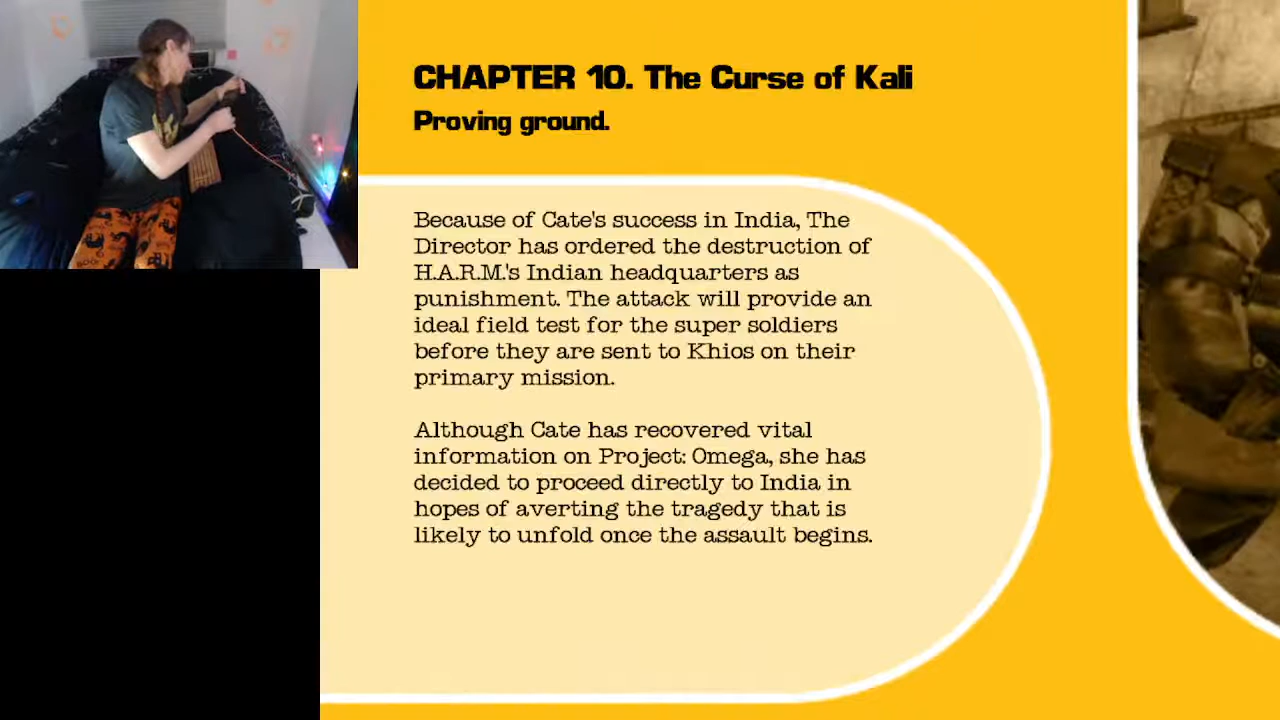 CHAPTER 10. The Curse of Kali
Proving ground.
Because of Cate's success in India, The
Director has ordered the destruction of
H.A.R.M.'s Indian headquarters as
punishment. The attack will provide an
ideal field test for the super soldiers
before they are sent to Khios on their
primary mission.
Although Cate has recovered vital
information on Project: Omega, she has
decided to proceed directly to India in
hopes of averting the tragedy that is
likely to unfold once the assault begins.